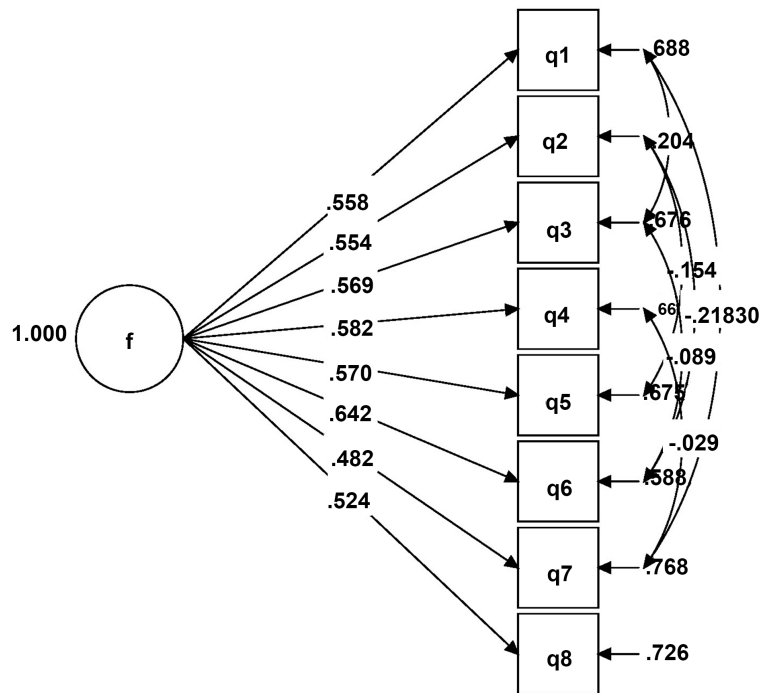 q1
.688
q2
.204
.558
q3
.676
.554
-.154
.569
q4
.582
1.000
f
-.089
.570
q5
.675
.642
-.029
.482
q6
.588
.524
q7
.768
q8
.726